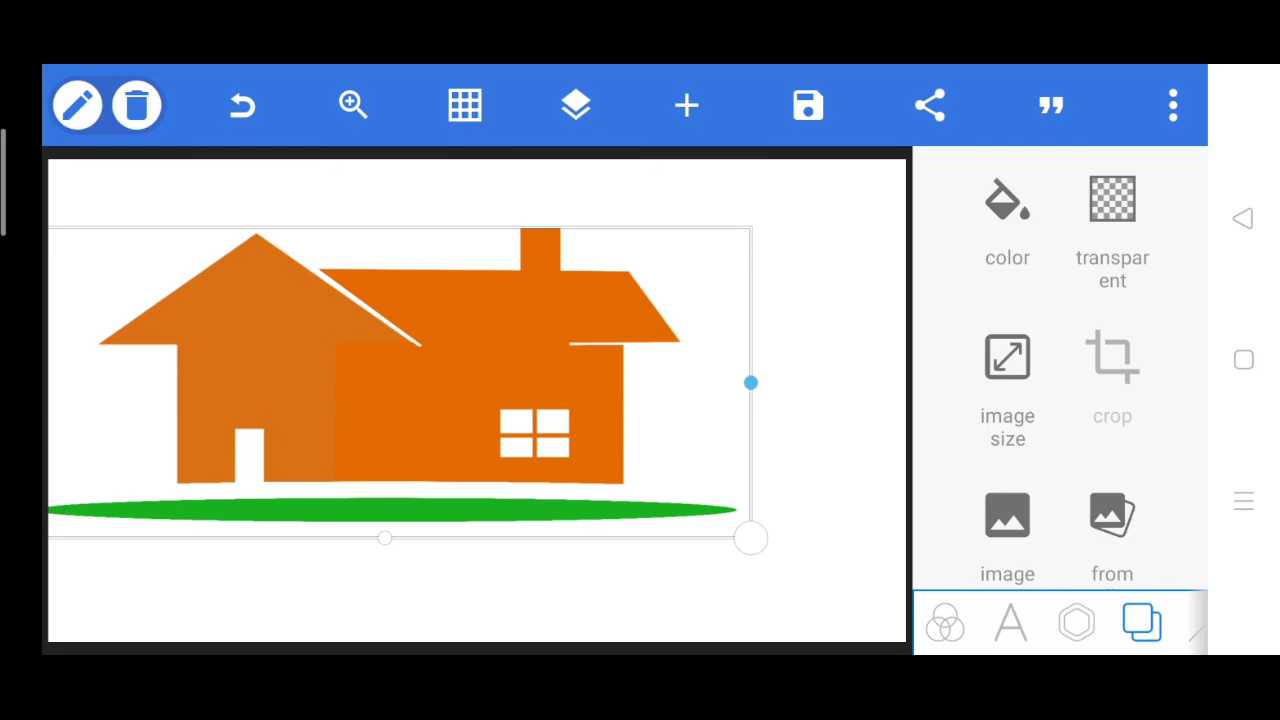 color
transpar
ent
image
size
crop
image
from